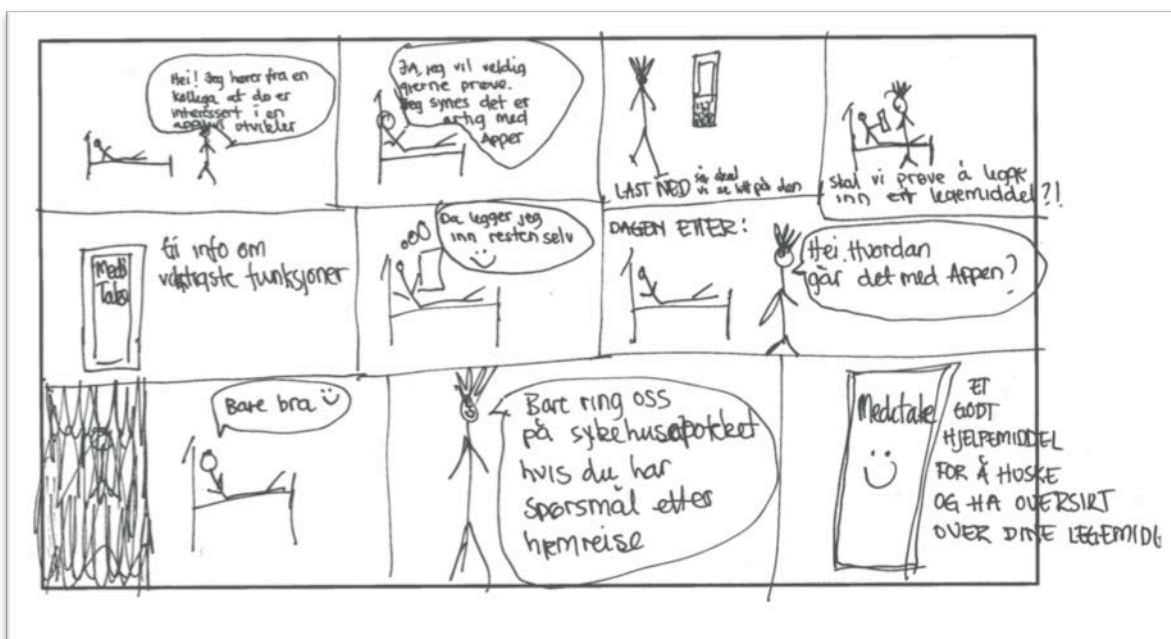 Hei! Jeg hører fra en
kollega at du er
interessert i en
utvikler
JA, jeg vil veldig
gjerne prøve.
Jeg synes det er
artig med
Apper
LAST NED så skal
vi se litt på den
skal vi prøve å legge
inn ett legemiddel?!
Medi
Take
Gi info om
viktigste funksjoner
Da legger jeg
inn resten selv
DAGEN ETTER:
Hei. Hvordan
går det med Appen?
Bare bra
Bare ring oss
på sykehusapoteket
hvis du har
spørsmål etter
hjemreise
Meditake
ET
GODT
HJELPEMIDDEL
FOR Å HUSKE
OG HA OVERSIKT
OVER DINE LEGEMIDL